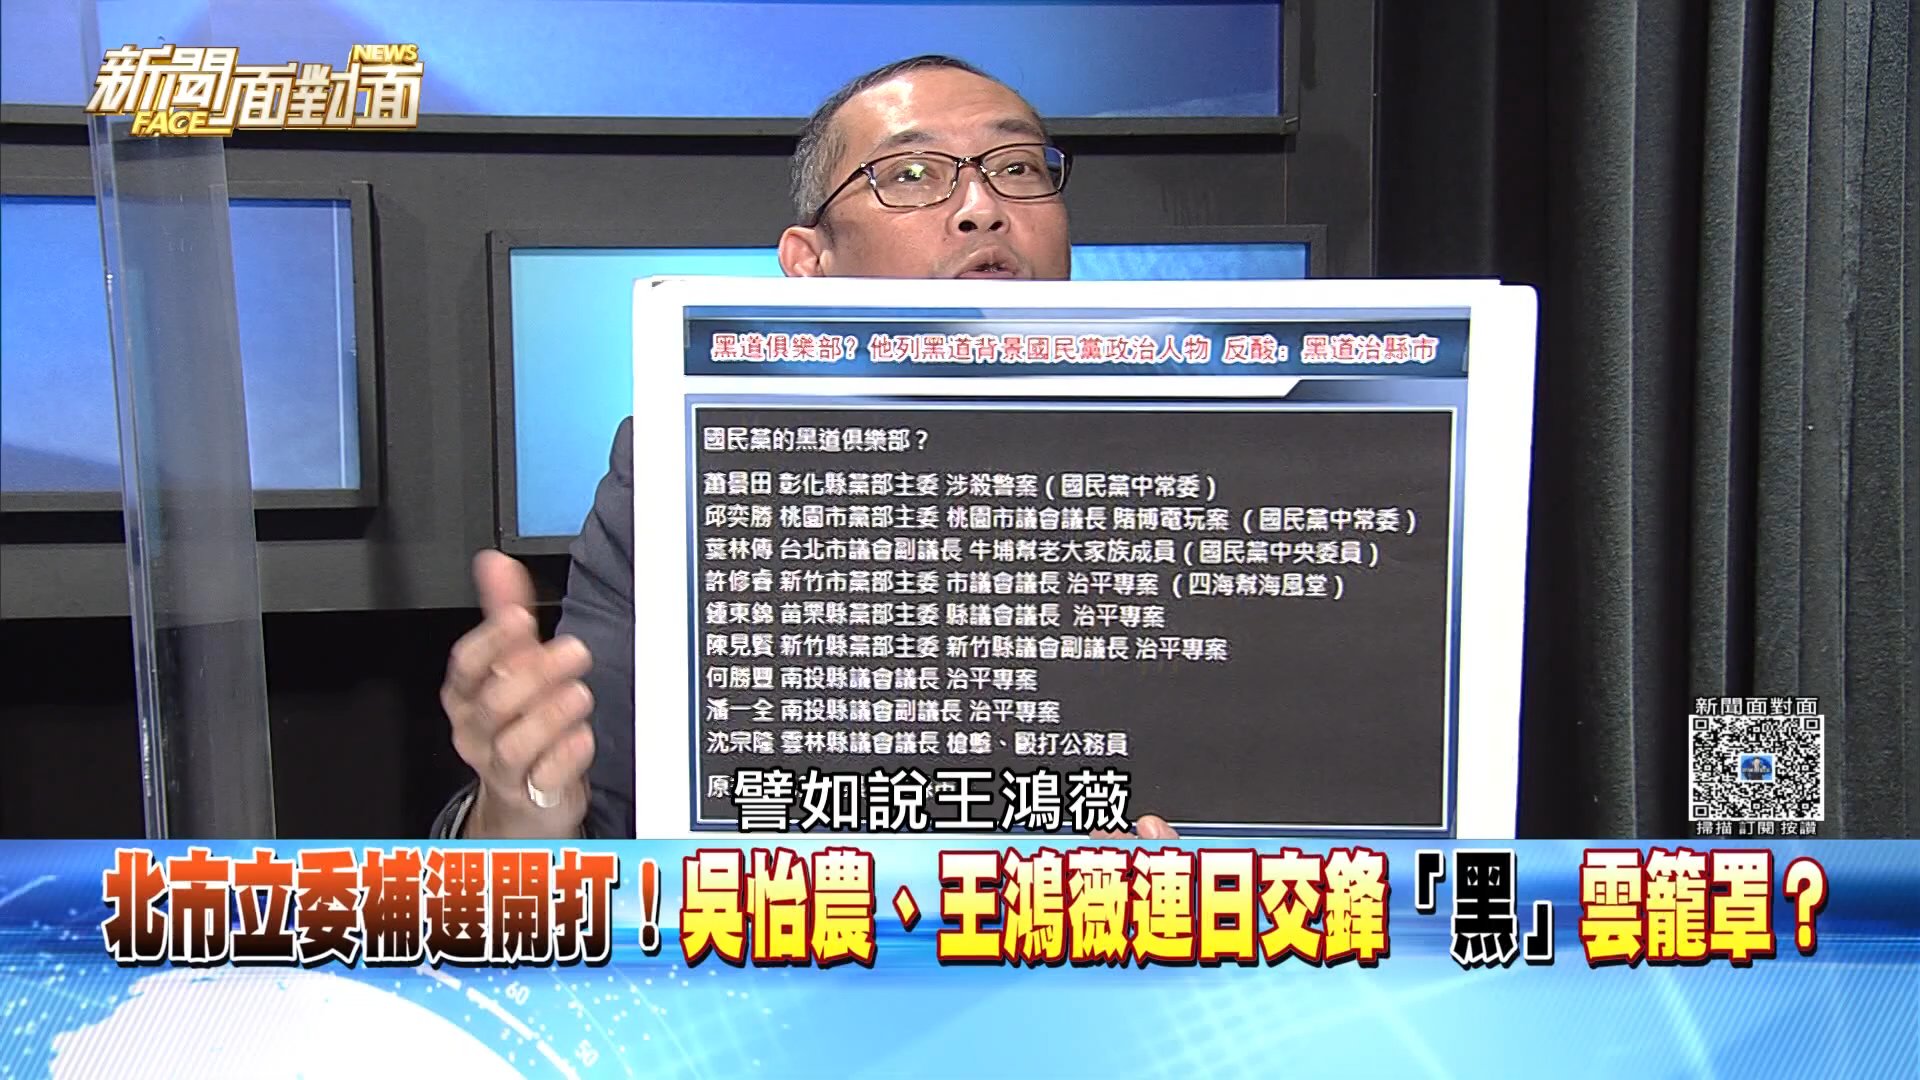 新聞面對面
NEWS
FACE
黑道俱樂部？他列黑道背景國民黨政治人物 反酸：黑道治縣市
國民黨的黑道俱樂部？
蕭景田 彰化縣黨部主委 涉殺警案（國民黨中常委）
邱奕勝 桃園市黨部主委 桃園市議會議長 賭博電玩案（國民黨中常委）
葉林傳 台北市議會副議長 牛埔幫老大家族成員（國民黨中央委員）
許修睿 新竹市黨部主委 市議會議長 治平專案（四海幫海風堂）
鍾東錦 苗栗縣黨部主委 縣議會議長 治平專案
陳見賢 新竹縣黨部主委 新竹縣議會副議長 治平專案
何勝豐 南投縣議會議長 治平專案
潘一全 南投縣議會副議長 治平專案
沈宗隆 雲林縣議會議長 槍擊、毆打公務員
原
譬如說王鴻薇
新聞面對面
掃描 訂閱 按讚
北市立委補選開打！吳怡農、王鴻薇連日交鋒「黑」雲籠罩？
60
50